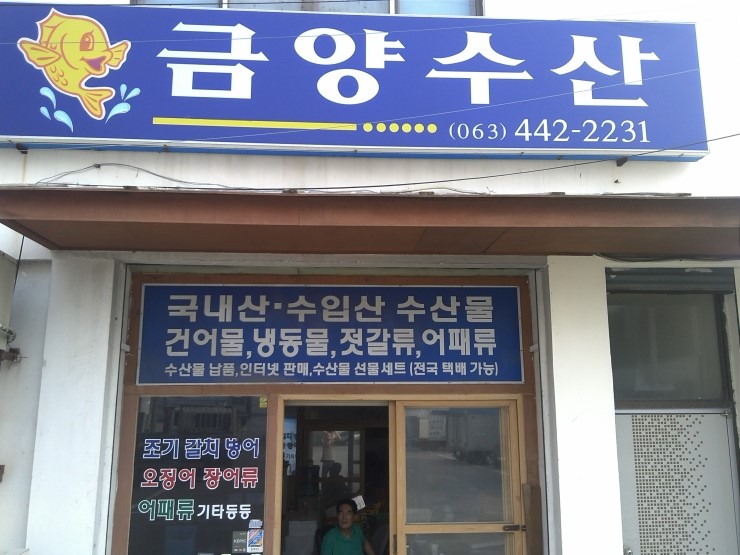 금양수산
(063) 442-2231
국내산·수입산 수산물
건어물,냉동물,젓갈류,어패류
수산물 납품,인터넷 판매,수산물 선물세트 (전국 택배 가능)
조기 갈치 병어
오징어 장어류
어패류 기타등등